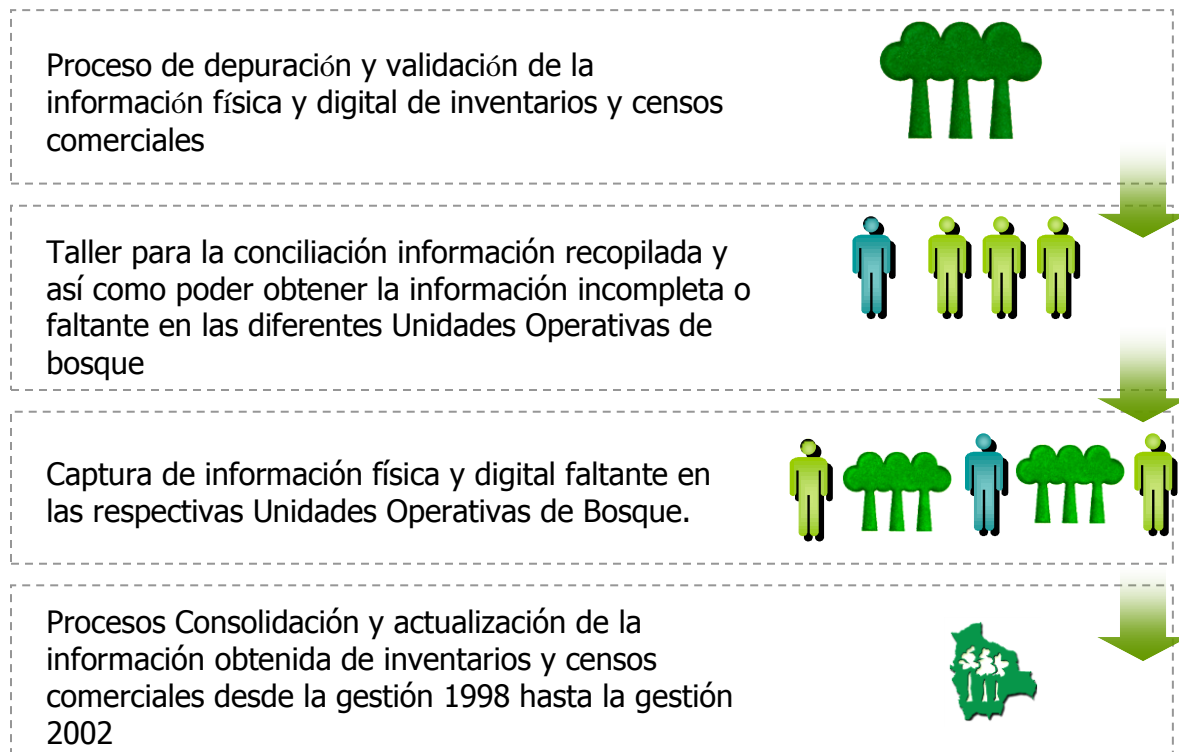 Proceso de depuración y validación de la
información física y digital de inventarios y censos
comerciales
Taller para la conciliación información recopilada y
así como poder obtener la información incompleta o
faltante en las diferentes Unidades Operativas de
bosque
Captura de información física y digital faltante en
las respectivas Unidades Operativas de Bosque.
Procesos Consolidación y actualización de la
información obtenida de inventarios y censos
comerciales desde la gestión 1998 hasta la gestión
2002